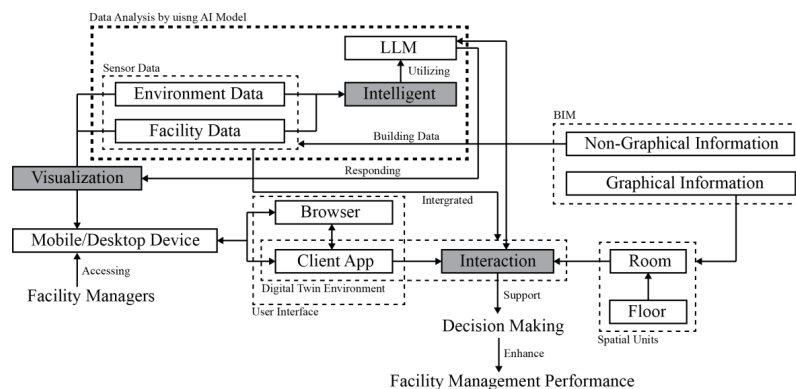 Data Analysis by uisng AI Model
LLM
Sensor Data
Utilizing
Environment Data
Intelligent
Facility Data
Building Data
BIM
Non-Graphical Information
Graphical Information
Responding
Visualization
Intergrated
Browser
Mobile/Desktop Device
Client App
Interaction
Room
Accessing
Digital Twin Environment
Facility Managers
User Interface
Support
Floor
Decision Making
Spatial Units
Enhance
Facility Management Performance